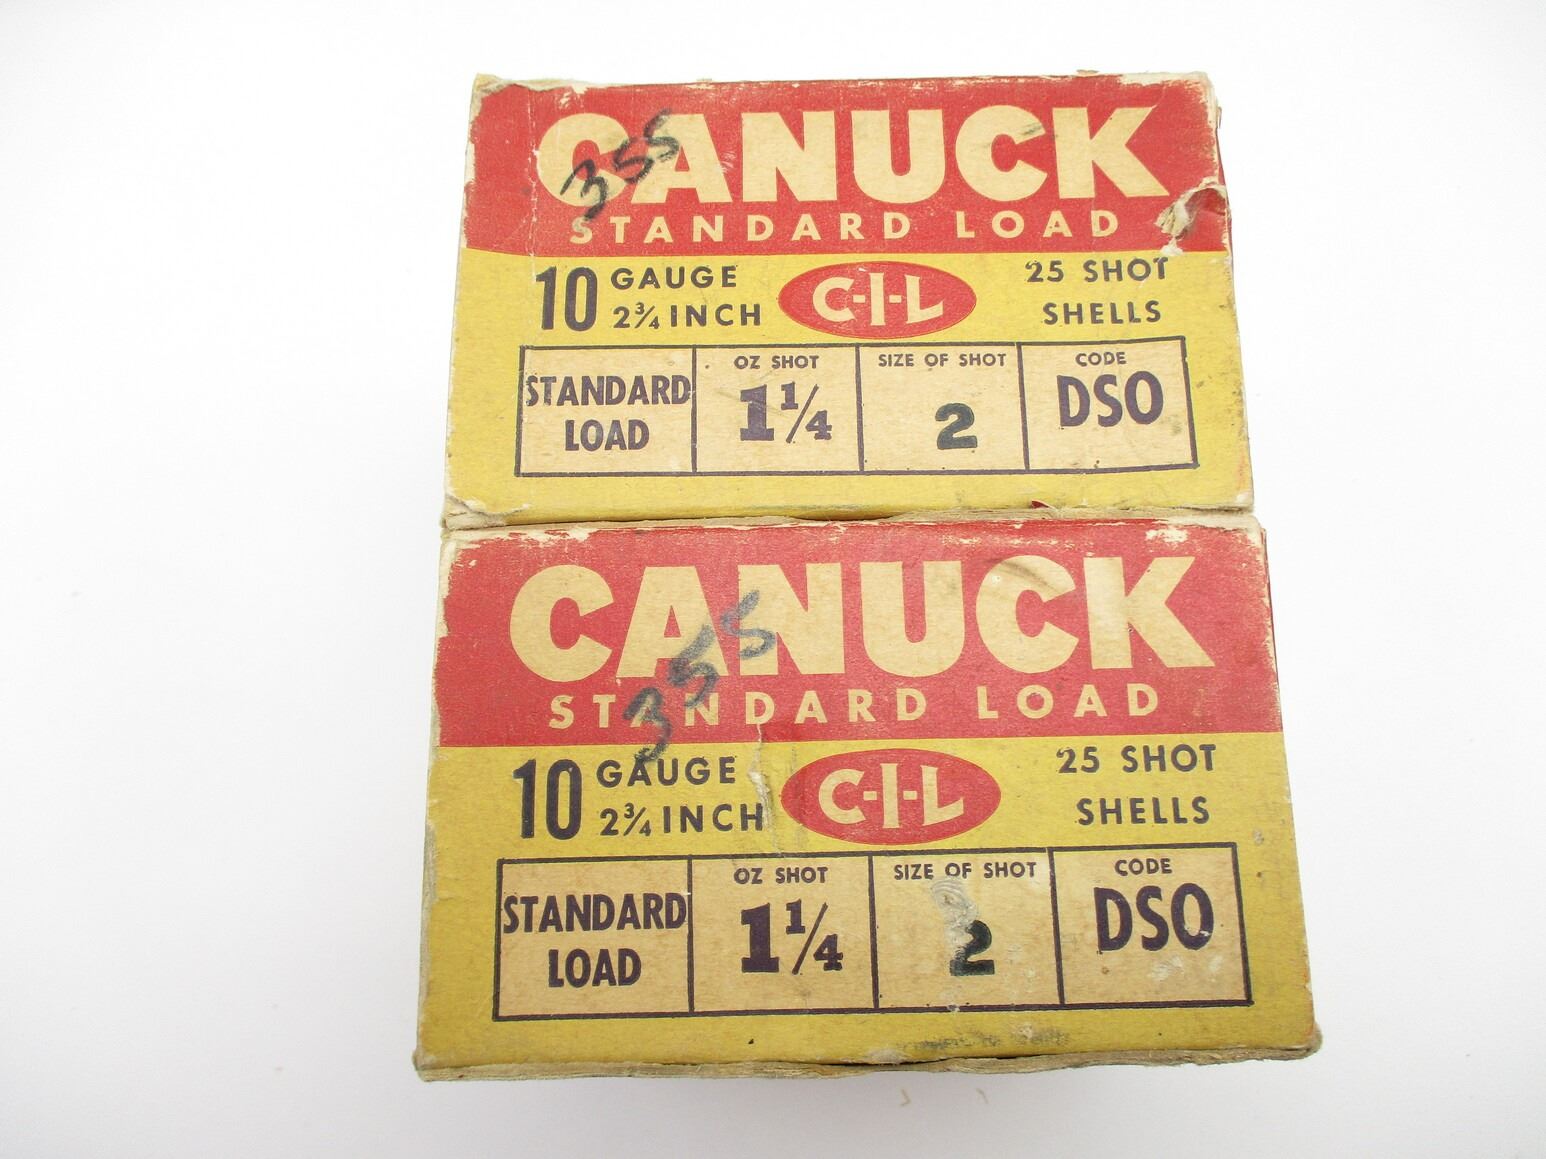 CANUCK
355
STANDARD LOAD
10 GAUGE
2¾ INCH
C-I-L
25 SHOT
SHELLS
STANDARD
LOAD
OZ SHOT
1¼
SIZE OF SHOT
2
CODE
DSO
CANUCK
355
STANDARD LOAD
10 GAUGE
2¾ INCH
C-I-L
25 SHOT
SHELLS
STANDARD
LOAD
OZ SHOT
1¼
SIZE OF SHOT
2
CODE
DSO